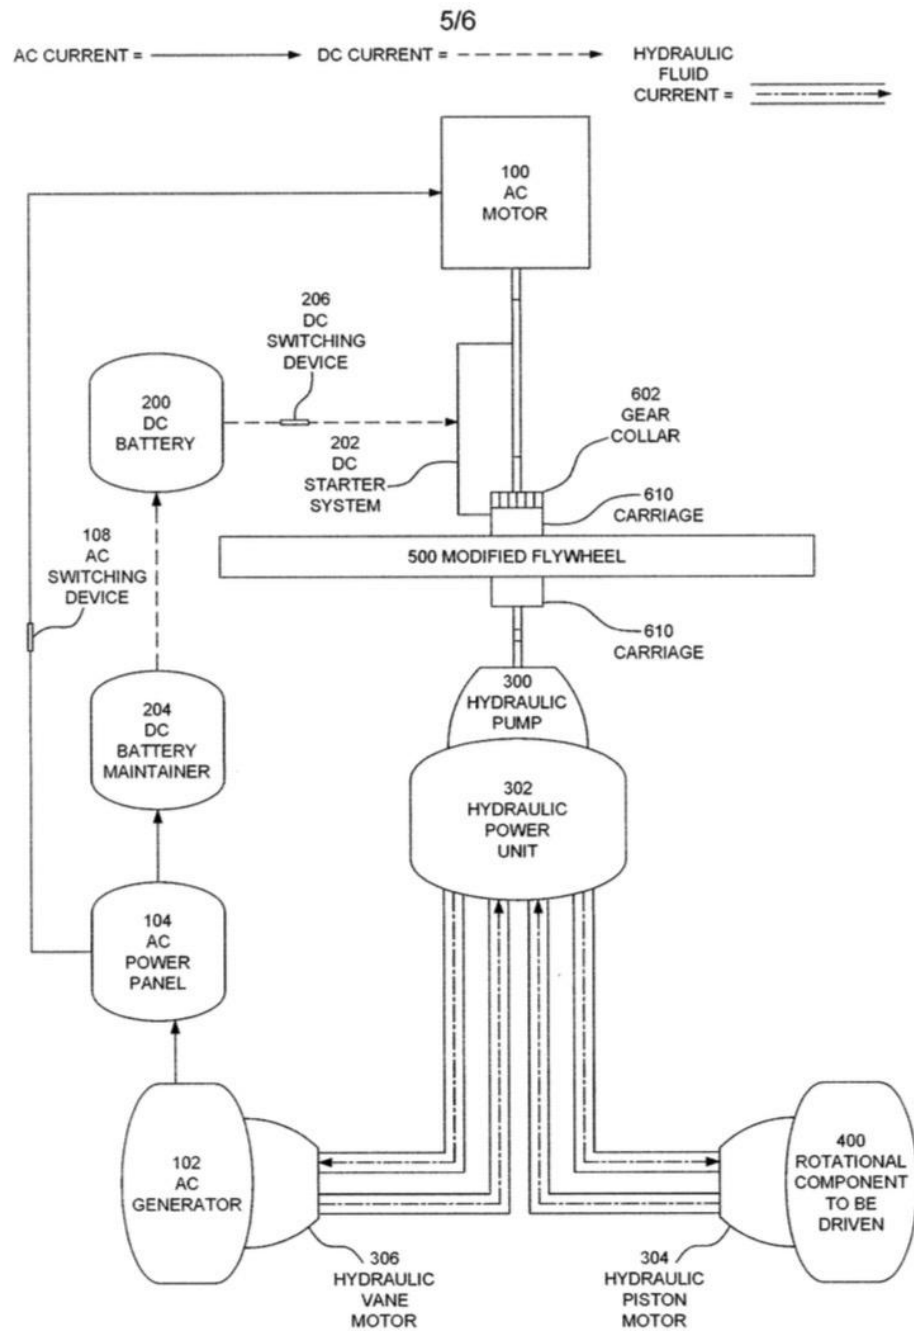 5/6
AC CURRENT =
DC CURRENT =
HYDRAULIC
FLUID
CURRENT =
100
AC
MOTOR
206
DC
SWITCHING
DEVICE
200
DC
BATTERY
202
DC
STARTER
SYSTEM
602
GEAR
COLLAR
610
CARRIAGE
108
AC
SWITCHING
DEVICE
500 MODIFIED FLYWHEEL
610
CARRIAGE
204
DC
BATTERY
MAINTAINER
300
HYDRAULIC
PUMP
302
HYDRAULIC
POWER
UNIT
104
AC
POWER
PANEL
102
AC
GENERATOR
400
ROTATIONAL
COMPONENT
TO BE
DRIVEN
306
HYDRAULIC
VANE
MOTOR
304
HYDRAULIC
PISTON
MOTOR